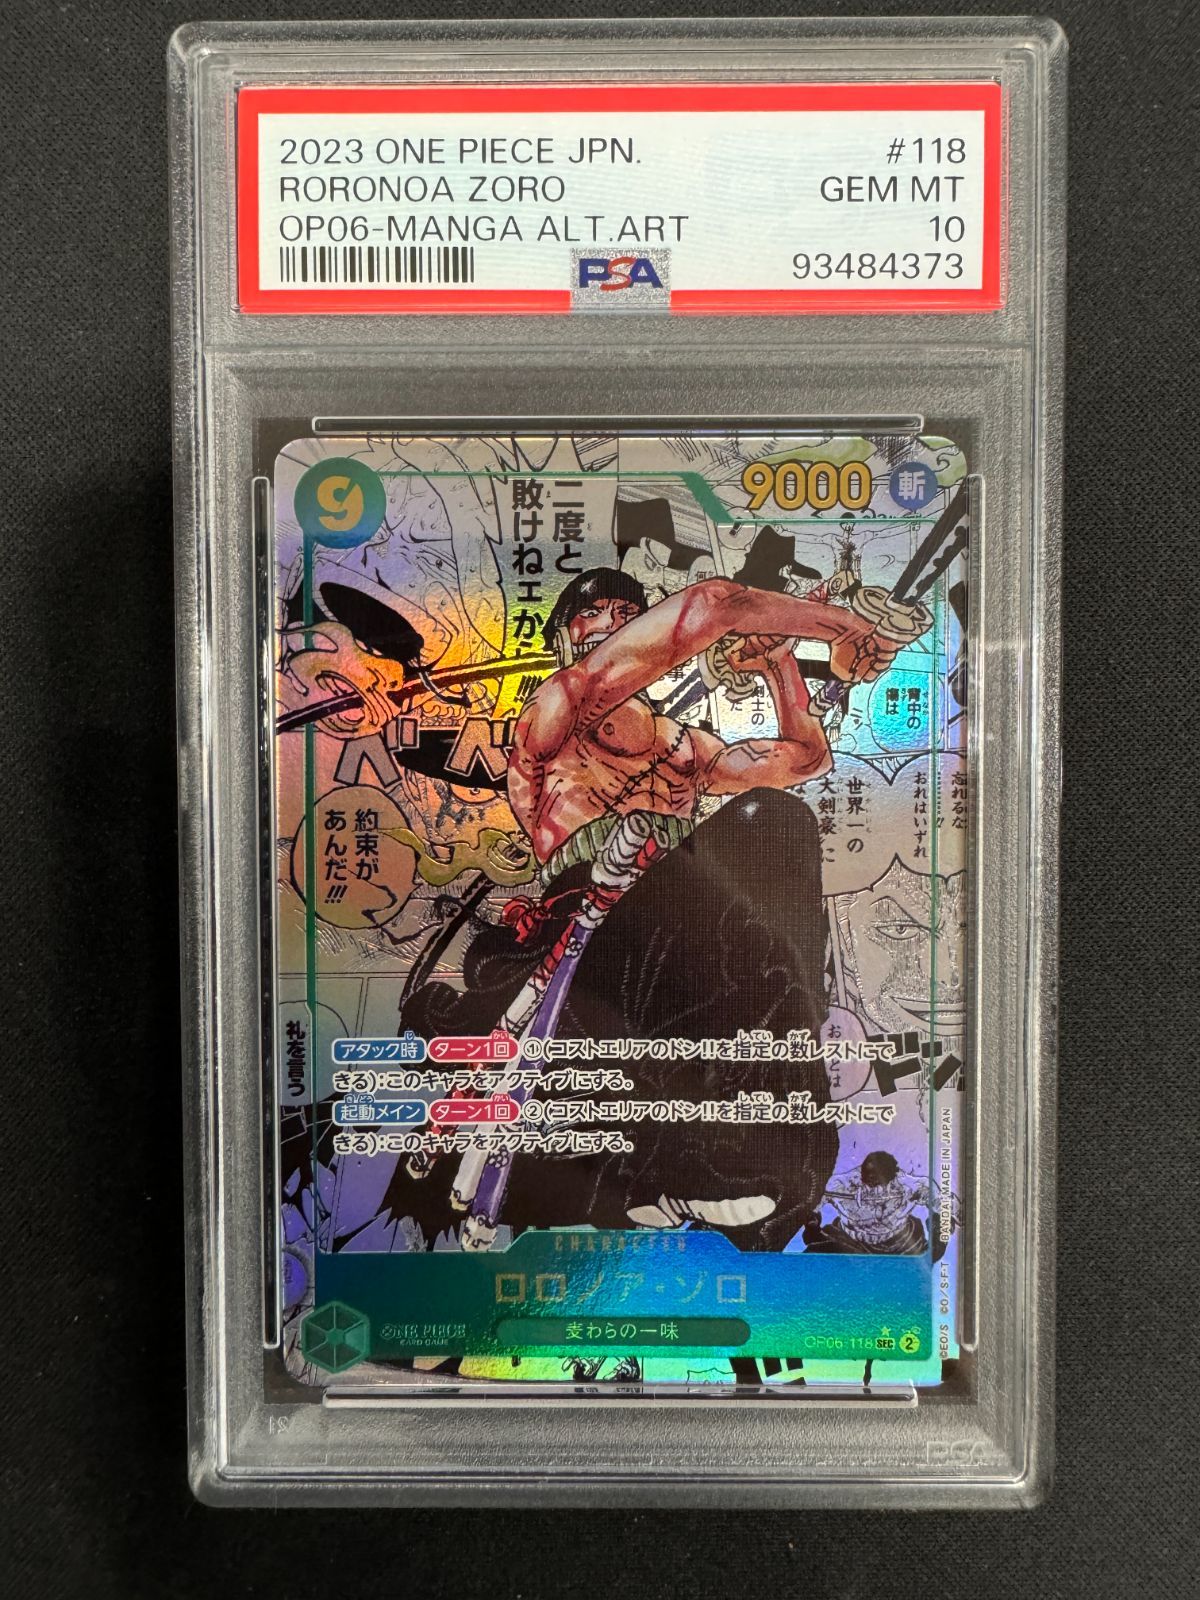 2023 ONE PIECE JPN. #118
RORONOA ZORO GEM MT
OP06-MANGA ALT.ART 10
PSA 93484373
9 9000 斬
二度と
敗けねェから!!!!
背中の
傷は
剣士の
世界一の
大剣豪に
忘れるな
………!!
おれはいずれ
約束が
あんだ!!!
礼を言う
アタック時 ターン1回 ①(コストエリアのドン!!を指定の数レストにで
きる):このキャラをアクティブにする。
起動メイン ターン1回 ②(コストエリアのドン!!を指定の数レストにで
きる):このキャラをアクティブにする。
CHARACTER
ロロノア・ゾロ
麦わらの一味
ONE PIECE
CARD GAME
OP06-118 SEC 2
©E.O/S. ©O/S・F・T BANDAI MADE IN JAPAN
PSA